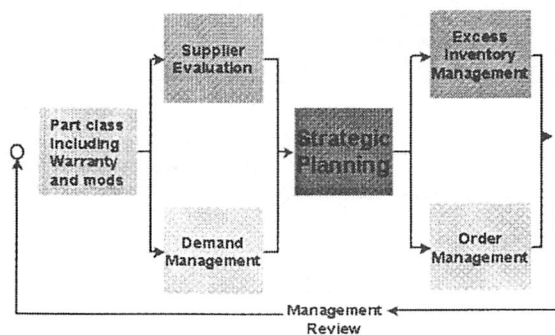 Part class
Including
Warranty
and mods
Supplier
Evaluation
Demand
Management
Strategic
Planning
Excess
Inventory
Management
Order
Management
Management
Review